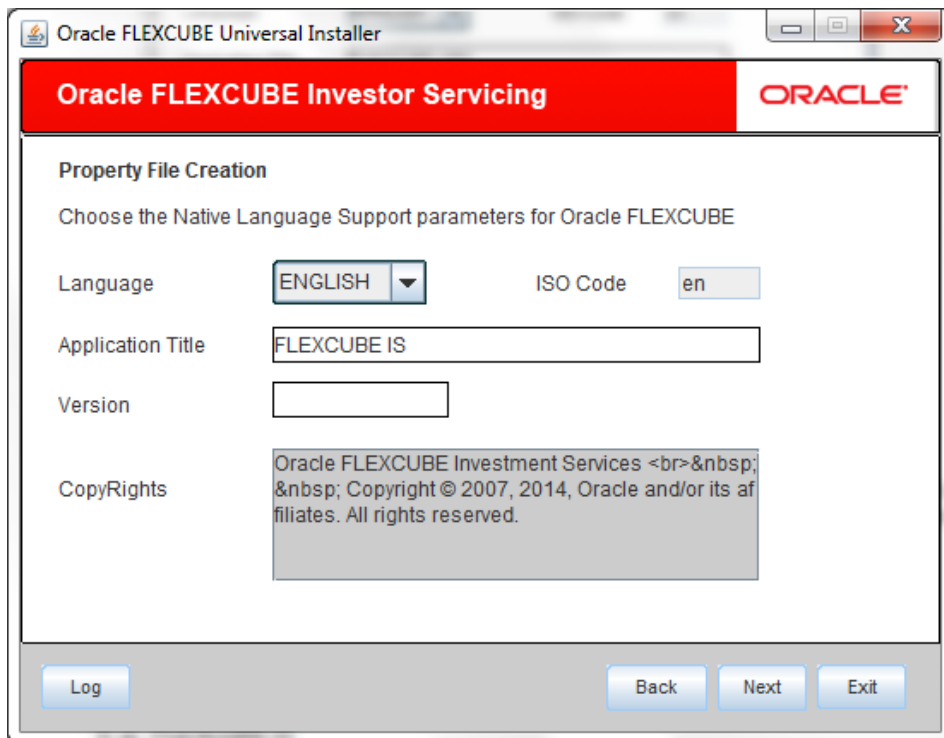 Oracle FLEXCUBE Universal Installer
Oracle FLEXCUBE Investor Servicing
ORACLE
Property File Creation
Choose the Native Language Support parameters for Oracle FLEXCUBE
Language ENGLISH ISO Code en
Application Title FLEXCUBE IS
Version
CopyRights
Oracle FLEXCUBE Investment Services <br>&nbsp;
&nbsp; Copyright © 2007, 2014, Oracle and/or its af
filiates. All rights reserved.
Log Back Next Exit